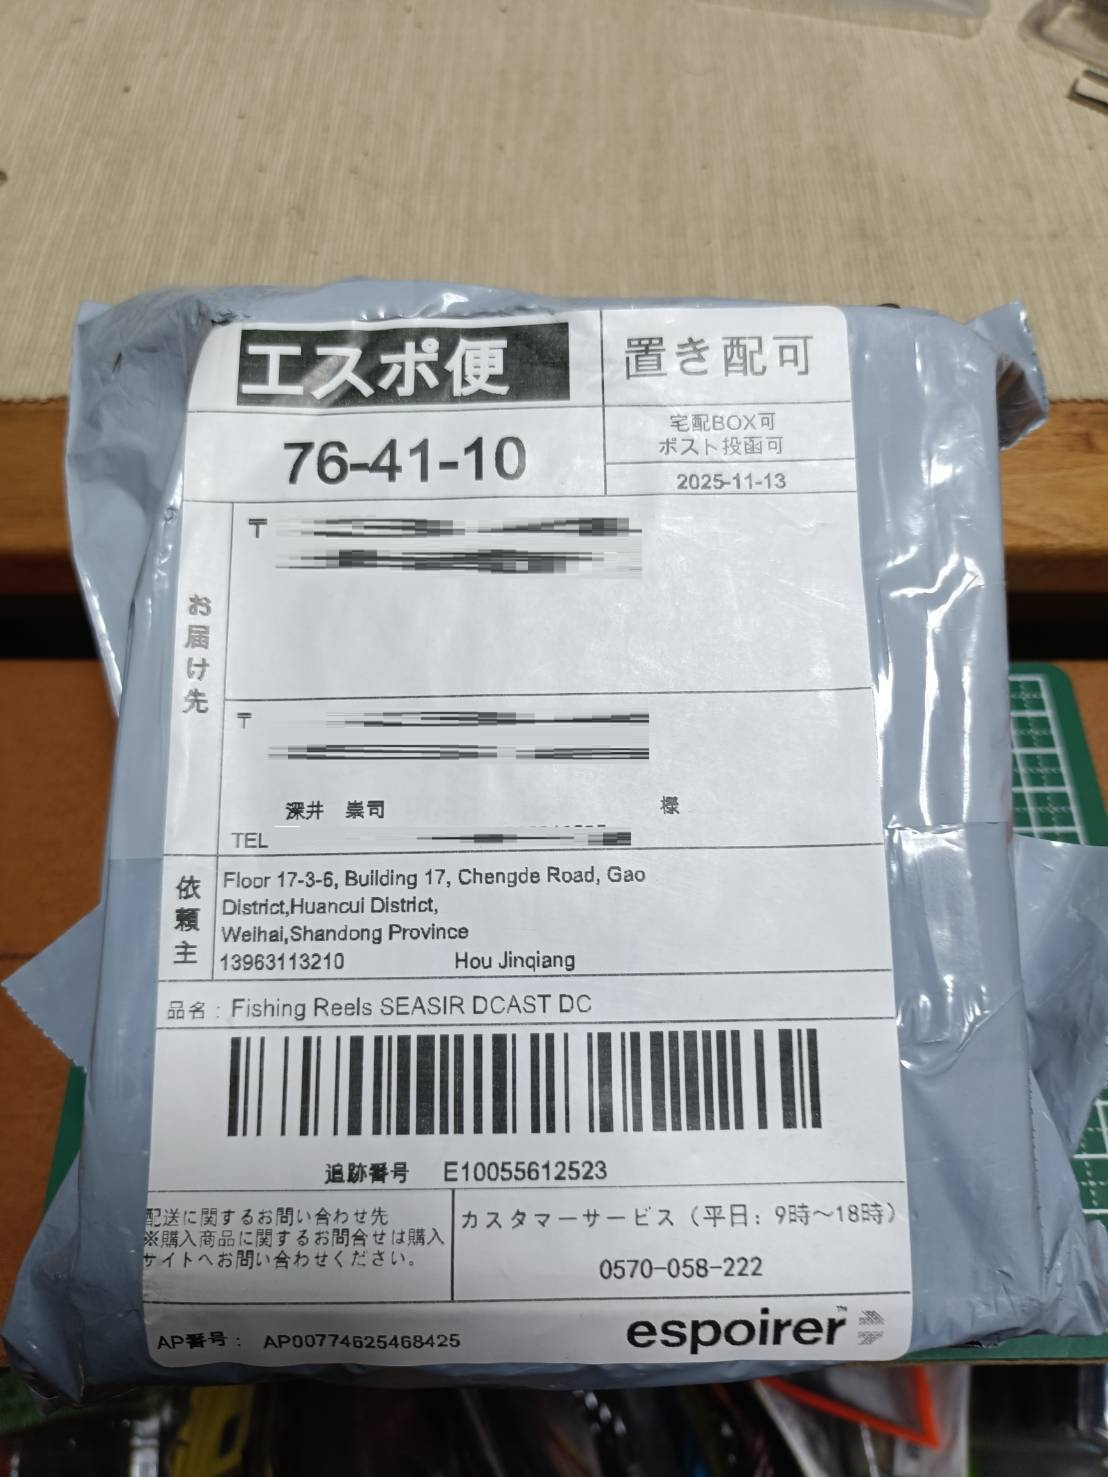 エスポ便
置き配可
76-41-10
宅配BOX可
ポスト投函可
2025-11-13
お届け先
〒
〒
深井 崇司 様
TEL
依頼主
Floor 17-3-6, Building 17, Chengde Road, Gao
District,Huancui District,
Weihai,Shandong Province
13963113210 Hou Jinqiang
品名: Fishing Reels SEASIR DCAST DC
追跡番号 E10055612523
配送に関するお問い合わせ先
※購入商品に関するお問合せは購入
サイトへお問い合わせください。
カスタマーサービス（平日：9時～18時）
0570-058-222
AP番号： AP00774625468425
espoirer™